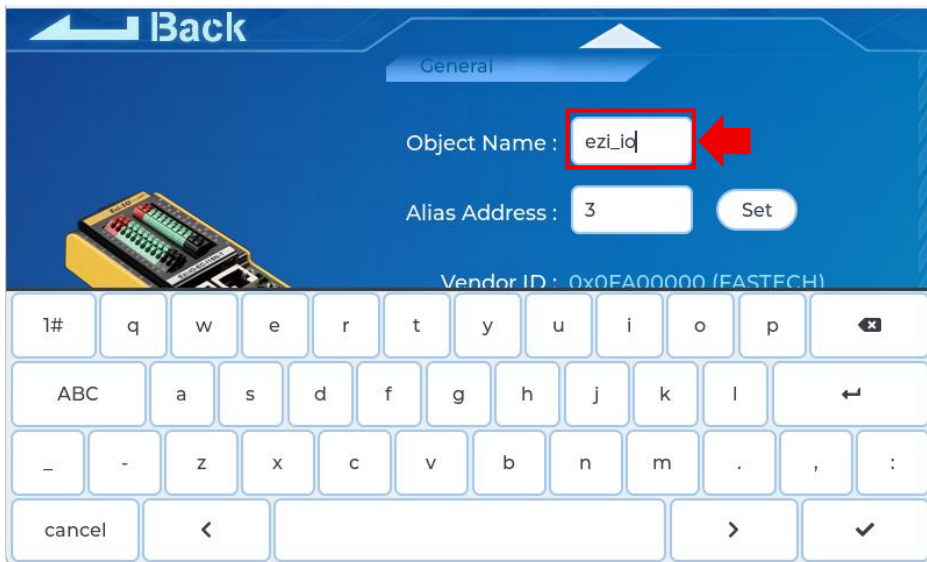 Back
General
Object Name : ezi_io
Alias Address : 3 Set
Vendor ID : 0x0FA00000 (FASTECH)
1# q w e r t y u i o p
ABC a s d f g h j k l
_ - z x c v b n m . , :
cancel